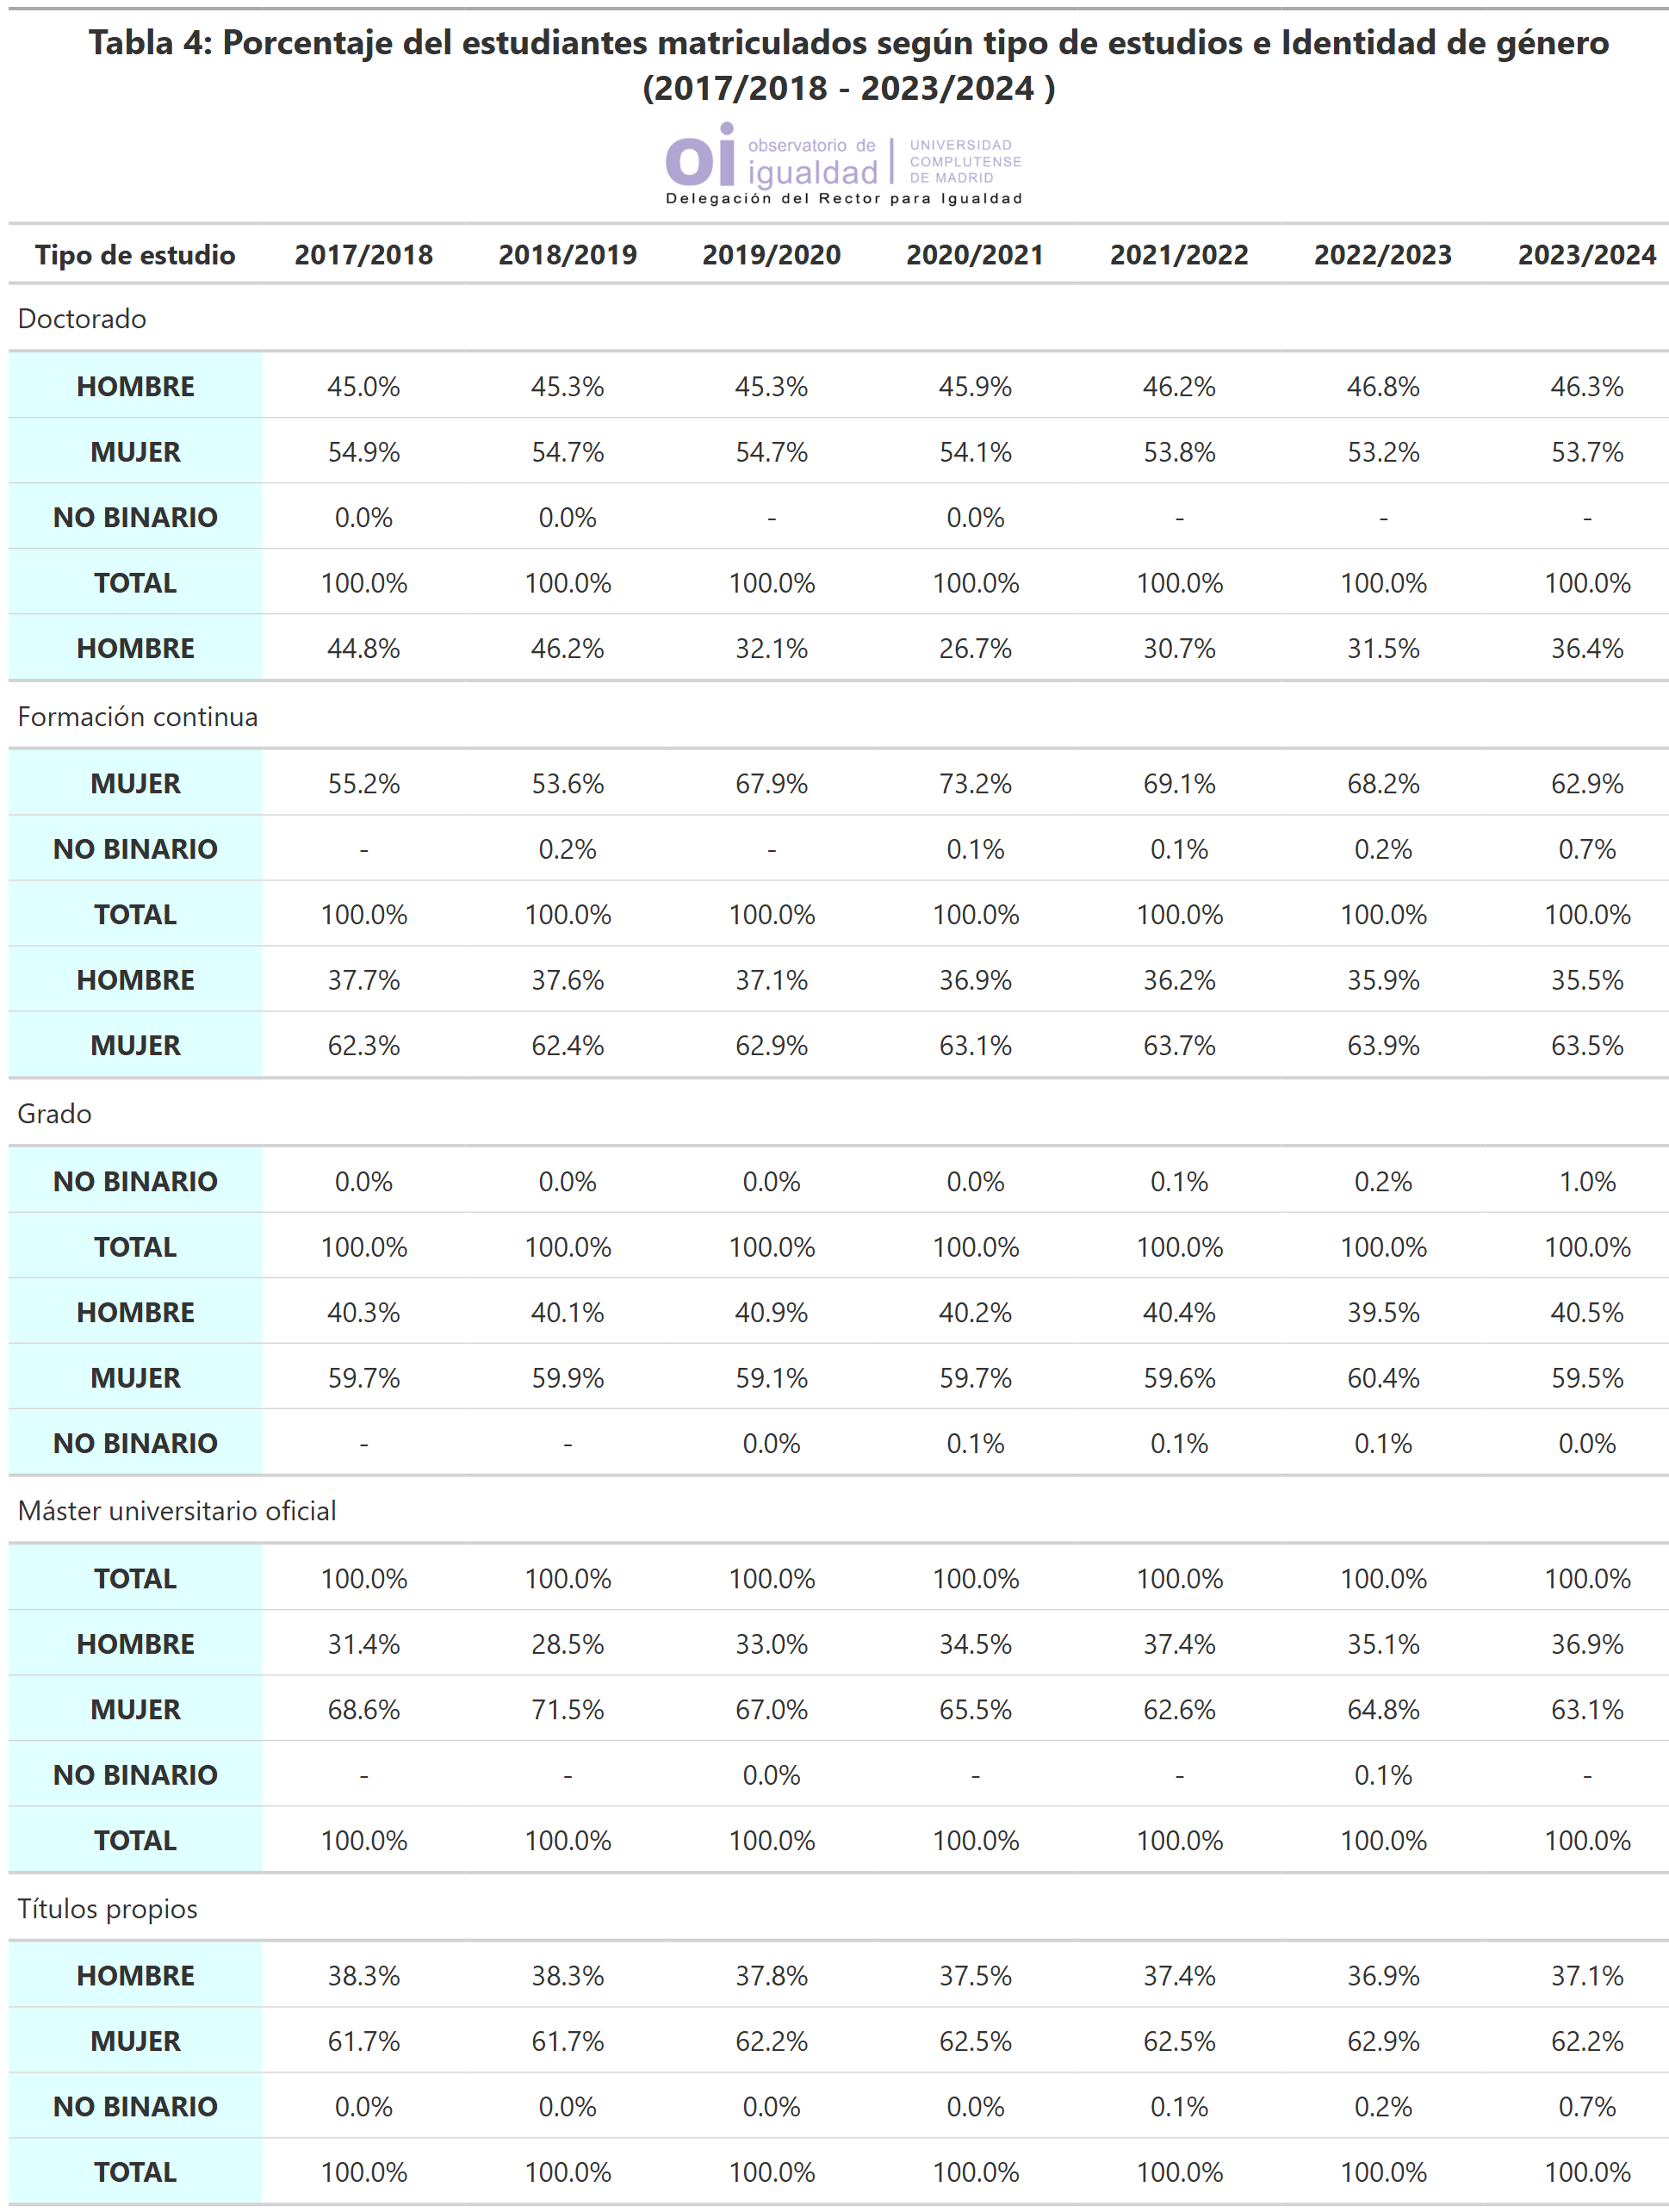 Tabla 4: Porcentaje del estudiantes matriculados según tipo de estudios e Identidad de género
(2017/2018 - 2023/2024 )
oi observatorio de igualdad UNIVERSIDAD COMPLUTENSE DE MADRID
Delegación del Rector para Igualdad
Tipo de estudio 2017/2018 2018/2019 2019/2020 2020/2021 2021/2022 2022/2023 2023/2024
Doctorado
HOMBRE 45.0% 45.3% 45.3% 45.9% 46.2% 46.8% 46.3%
MUJER 54.9% 54.7% 54.7% 54.1% 53.8% 53.2% 53.7%
NO BINARIO 0.0% 0.0% - 0.0% - - -
TOTAL 100.0% 100.0% 100.0% 100.0% 100.0% 100.0% 100.0%
HOMBRE 44.8% 46.2% 32.1% 26.7% 30.7% 31.5% 36.4%
Formación continua
MUJER 55.2% 53.6% 67.9% 73.2% 69.1% 68.2% 62.9%
NO BINARIO - 0.2% - 0.1% 0.1% 0.2% 0.7%
TOTAL 100.0% 100.0% 100.0% 100.0% 100.0% 100.0% 100.0%
HOMBRE 37.7% 37.6% 37.1% 36.9% 36.2% 35.9% 35.5%
MUJER 62.3% 62.4% 62.9% 63.1% 63.7% 63.9% 63.5%
Grado
NO BINARIO 0.0% 0.0% 0.0% 0.0% 0.1% 0.2% 1.0%
TOTAL 100.0% 100.0% 100.0% 100.0% 100.0% 100.0% 100.0%
HOMBRE 40.3% 40.1% 40.9% 40.2% 40.4% 39.5% 40.5%
MUJER 59.7% 59.9% 59.1% 59.7% 59.6% 60.4% 59.5%
NO BINARIO - - 0.0% 0.1% 0.1% 0.1% 0.0%
Máster universitario oficial
TOTAL 100.0% 100.0% 100.0% 100.0% 100.0% 100.0% 100.0%
HOMBRE 31.4% 28.5% 33.0% 34.5% 37.4% 35.1% 36.9%
MUJER 68.6% 71.5% 67.0% 65.5% 62.6% 64.8% 63.1%
NO BINARIO - - 0.0% - - 0.1% -
TOTAL 100.0% 100.0% 100.0% 100.0% 100.0% 100.0% 100.0%
Títulos propios
HOMBRE 38.3% 38.3% 37.8% 37.5% 37.4% 36.9% 37.1%
MUJER 61.7% 61.7% 62.2% 62.5% 62.5% 62.9% 62.2%
NO BINARIO 0.0% 0.0% 0.0% 0.0% 0.1% 0.2% 0.7%
TOTAL 100.0% 100.0% 100.0% 100.0% 100.0% 100.0% 100.0%